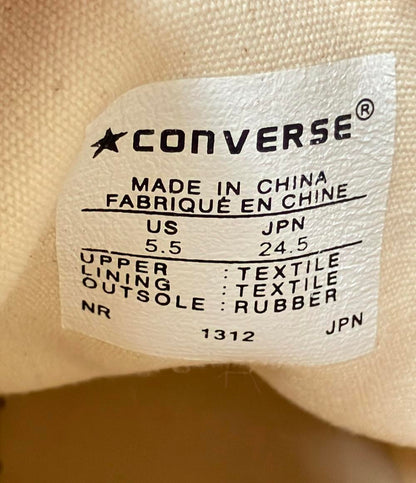 CONVERSE®
MADE IN CHINA
FABRIQUÉ EN CHINE
US JPN
5.5 24.5
UPPER : TEXTILE
LINING : TEXTILE
OUTSOLE : RUBBER
NR 1312 JPN